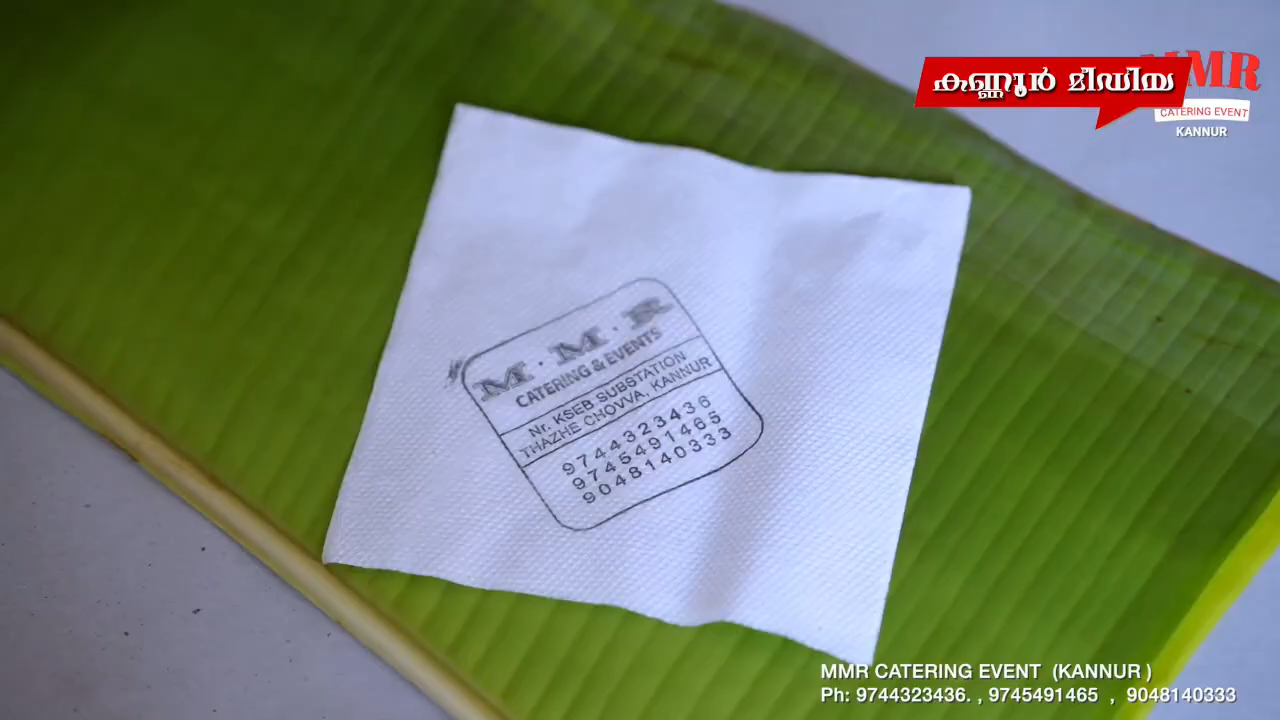 കണ്ണൂർ മീഡിയ
MMR
CATERING EVENT
KANNUR
M · M · R
CATERING & EVENTS
Nr. KSEB SUBSTATION
THAZHE CHOVVA, KANNUR
9744323436
9745491465
9048140333
MMR CATERING EVENT (KANNUR )
Ph: 9744323436. , 9745491465 , 9048140333